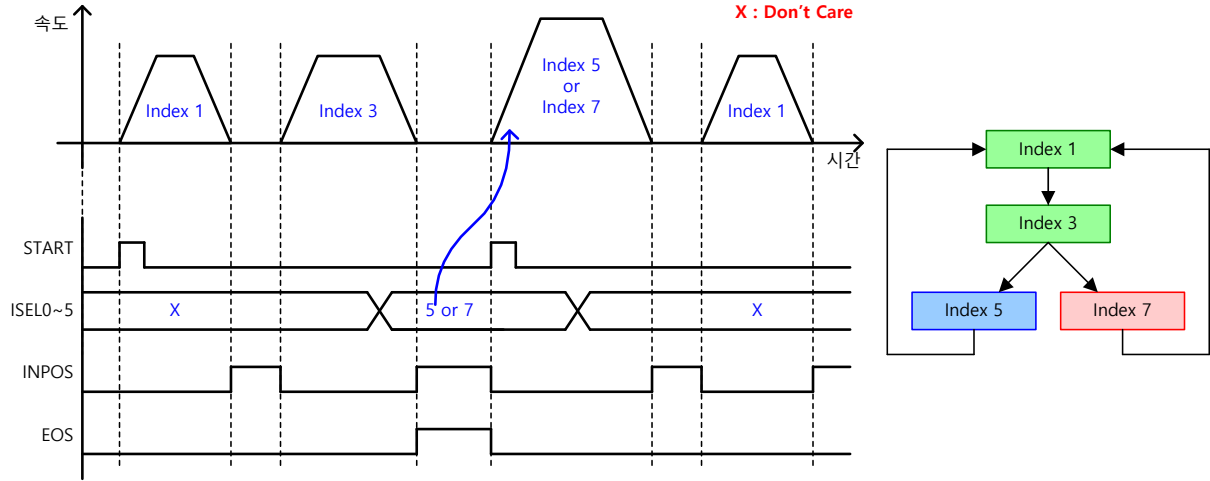 X : Don't Care
속도
Index 1
Index 3
Index 5
or
Index 7
Index 1
시간
START
ISEL0~5
X
5 or 7
X
INPOS
EOS
Index 1
Index 3
Index 5
Index 7